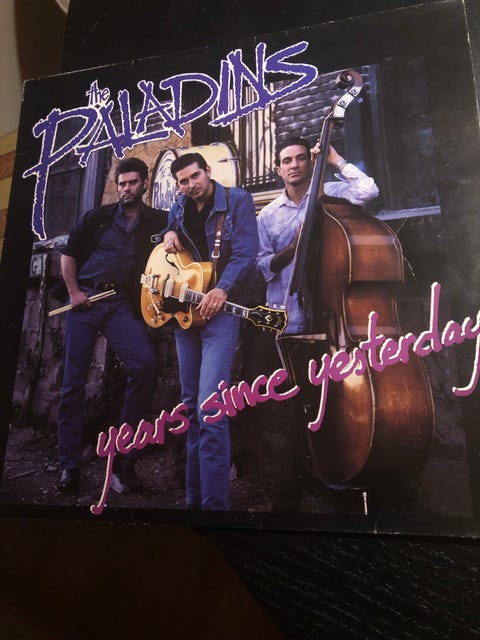 the
PALADINS
years since yesterday